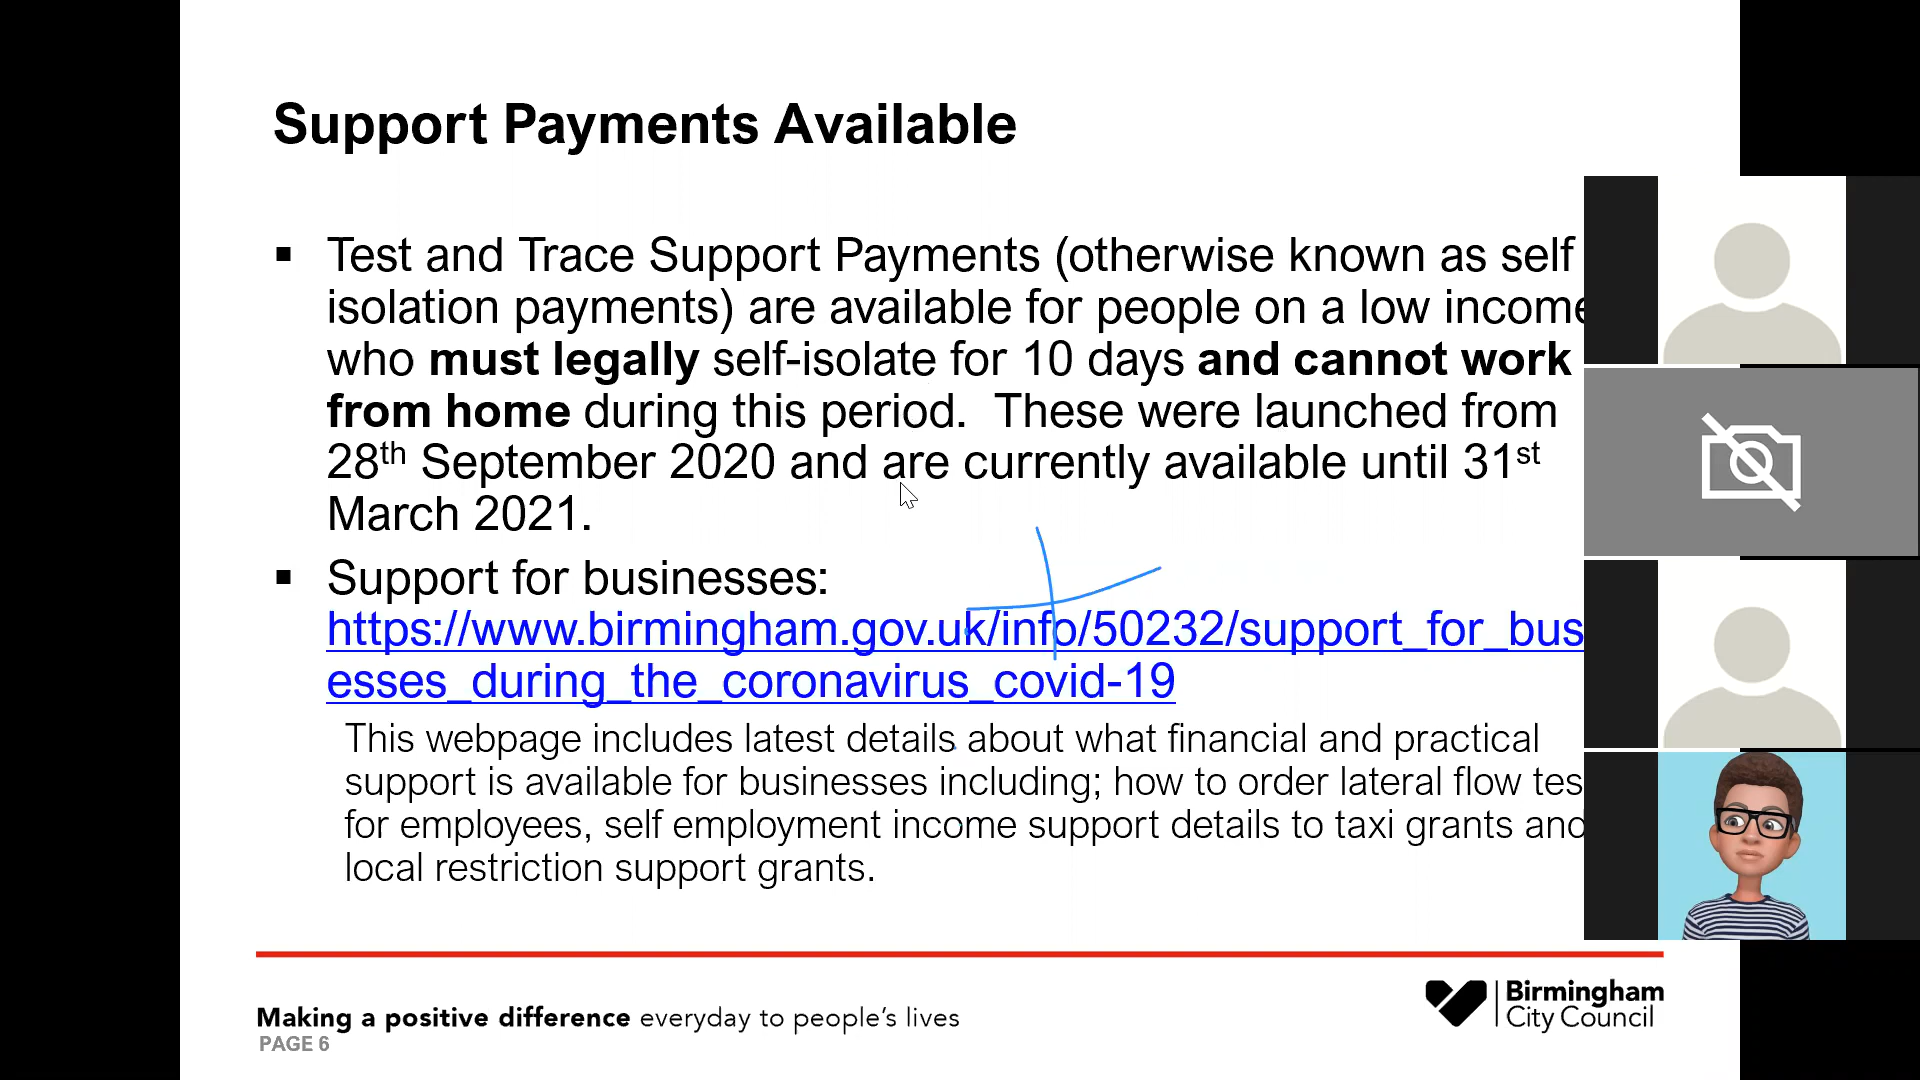 Support Payments Available
▪ Test and Trace Support Payments (otherwise known as self
isolation payments) are available for people on a low income
who must legally self-isolate for 10 days and cannot work
from home during this period. These were launched from
28th September 2020 and are currently available until 31st
March 2021.
▪ Support for businesses:
https://www.birmingham.gov.uk/info/50232/support_for_bus
esses_during_the_coronavirus_covid-19
This webpage includes latest details about what financial and practical
support is available for businesses including; how to order lateral flow tes
for employees, self employment income support details to taxi grants and
local restriction support grants.
Making a positive difference everyday to people's lives
PAGE 6
Birmingham
City Council